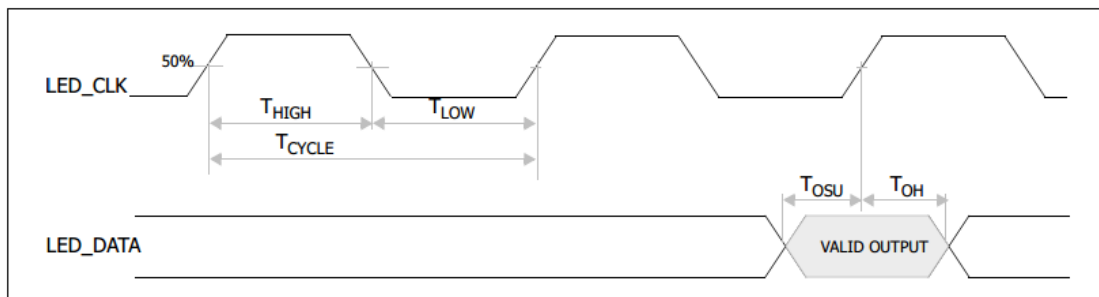 50%
LED_CLK
THIGH
TLOW
TCYCLE
TOSU
TOH
LED_DATA
VALID OUTPUT